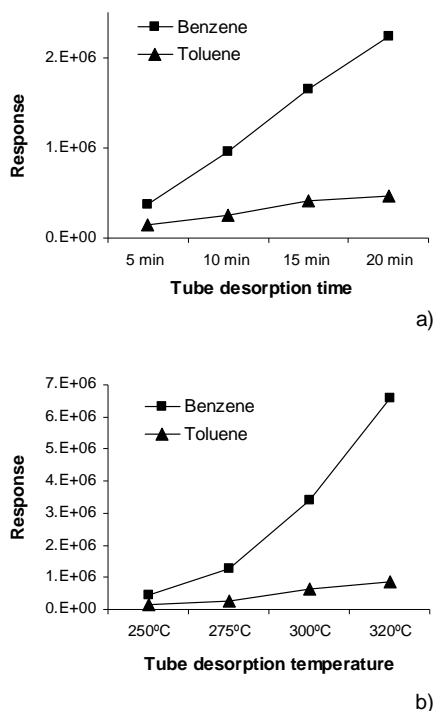 Benzene
Toluene
2.E+06
1.E+06
0.E+00
Response
5 min 10 min 15 min 20 min
Tube desorption time
a)
Benzene
Toluene
7.E+06
6.E+06
5.E+06
4.E+06
3.E+06
2.E+06
1.E+06
0.E+00
Response
250ºC 275ºC 300ºC 320ºC
Tube desorption temperature
b)